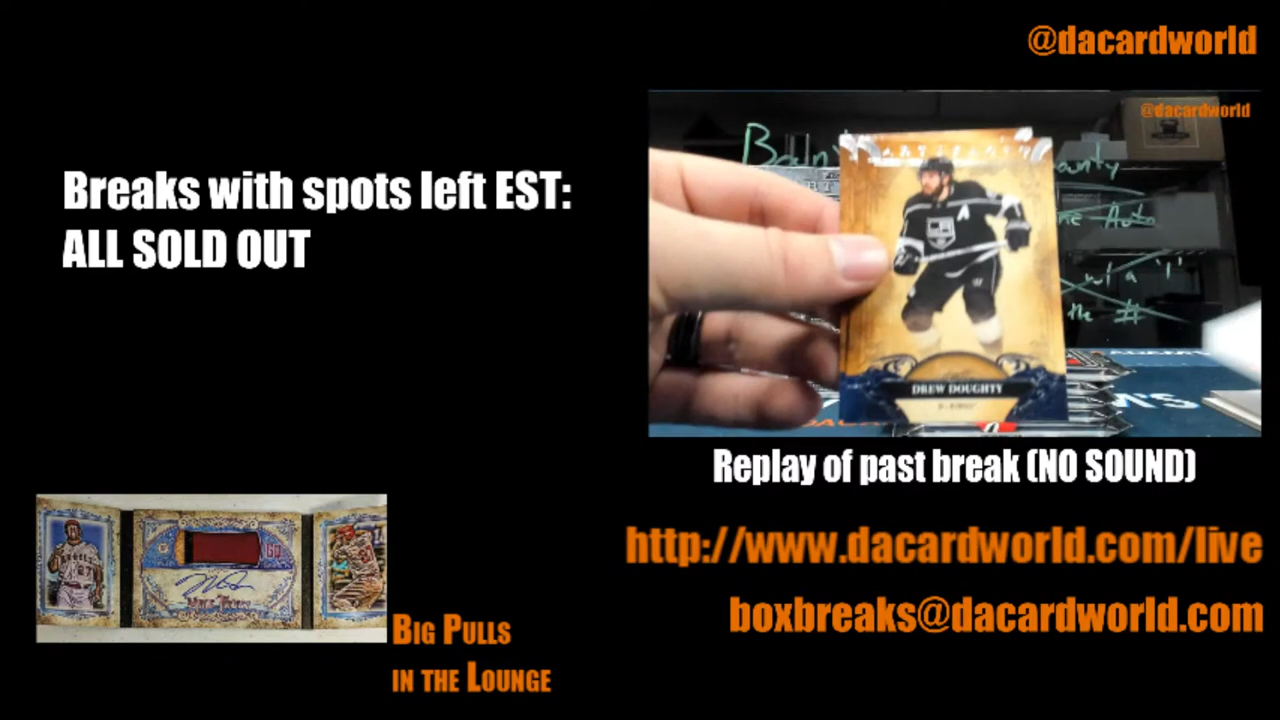 @dacardworld
@dacardworld
Breaks with spots left EST:
ALL SOLD OUT
DREW DOUGHTY
Replay of past break (NO SOUND)
http://www.dacardworld.com/live
boxbreaks@dacardworld.com
BIG PULLS
IN THE LOUNGE